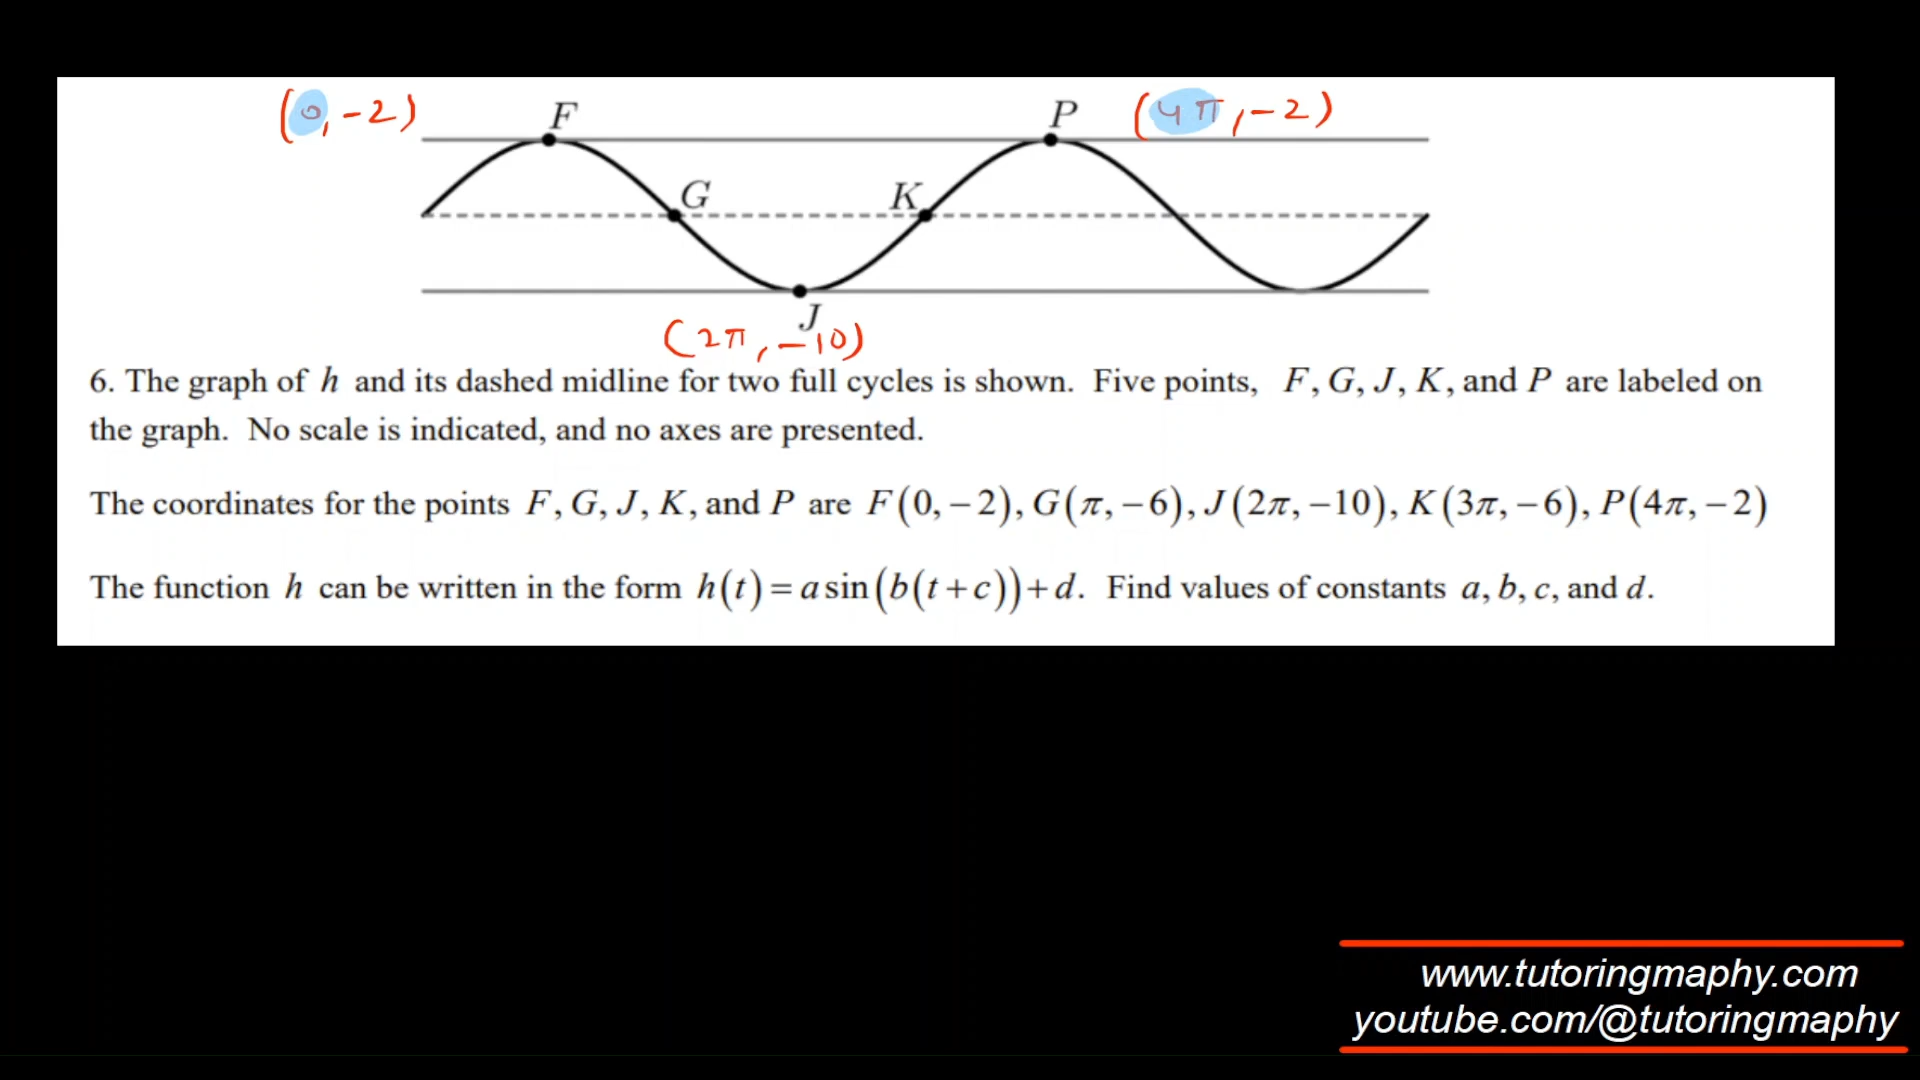 (0, -2) F P (4π, -2)
G K
J
(2π, -10)
6. The graph of h and its dashed midline for two full cycles is shown. Five points, F, G, J, K, and P are labeled on
the graph. No scale is indicated, and no axes are presented.
The coordinates for the points F, G, J, K, and P are F(0, −2), G(π, −6), J(2π, −10), K(3π, −6), P(4π, −2)
The function h can be written in the form h(t) = a sin(b(t + c)) + d. Find values of constants a, b, c, and d.
www.tutoringmaphy.com
youtube.com/@tutoringmaphy